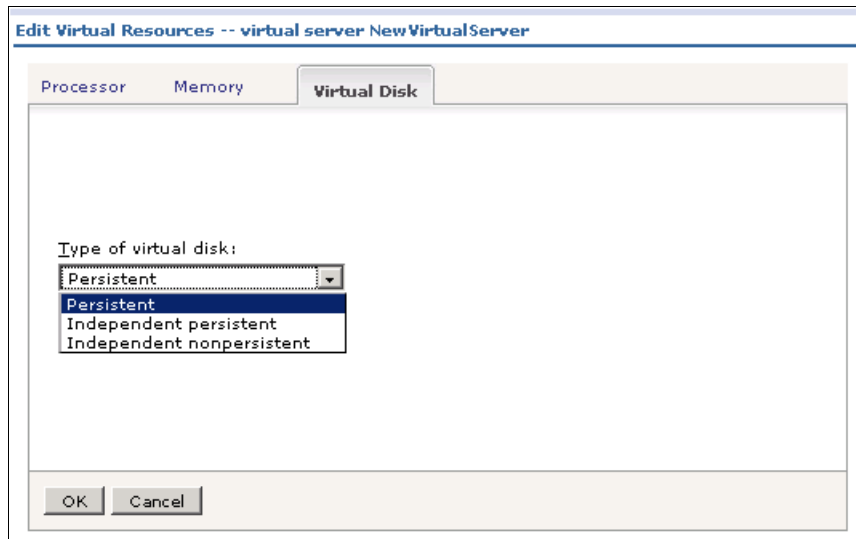 Edit Virtual Resources -- virtual server NewVirtualServer
Processor Memory Virtual Disk
Type of virtual disk:
Persistent
Persistent
Independent persistent
Independent nonpersistent
OK Cancel